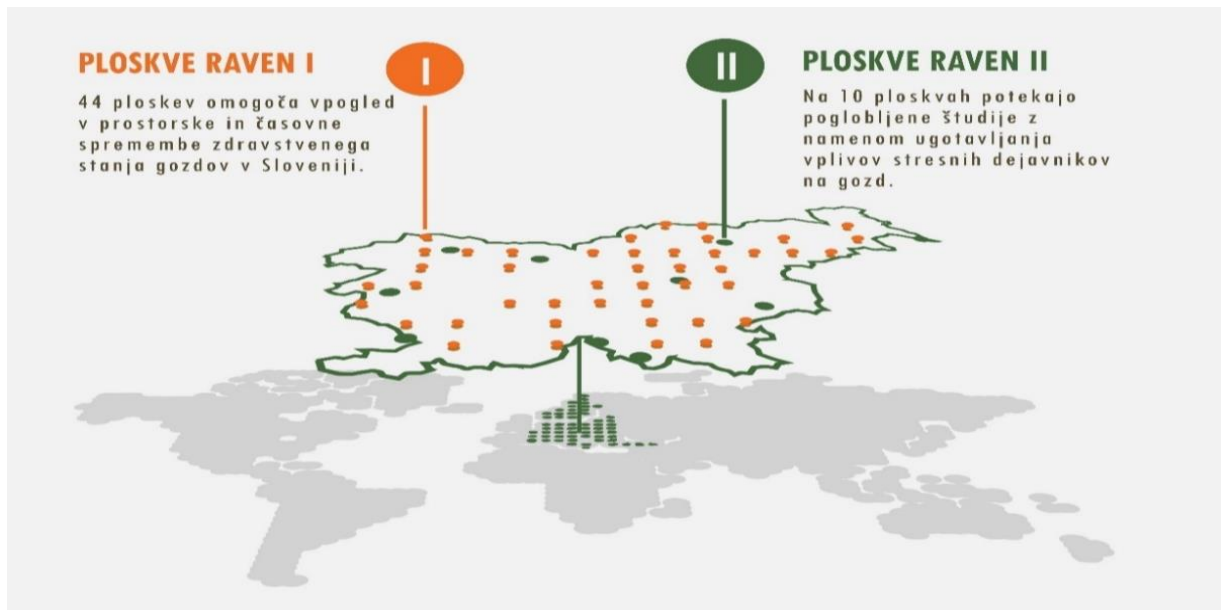 PLOSKVE RAVEN I
44 ploskev omogoča vpogled
v prostorske in časovne
spremembe zdravstvenega
stanja gozdov v Sloveniji.
I
II
PLOSKVE RAVEN II
Na 10 ploskvah potekajo
poglobljene študije z
namenom ugotavljanja
vplivov stresnih dejavnikov
na gozd.